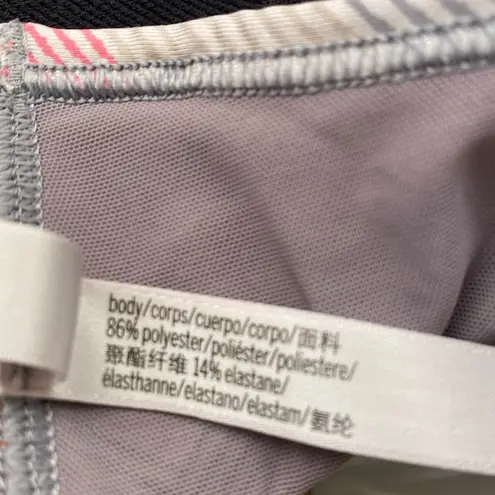 body/corps/cuerpo/corpo/面料
86% polyester/poliéster/poliestere/
聚酯纤维 14% elastane/
élasthanne/elastano/elastam/氨纶